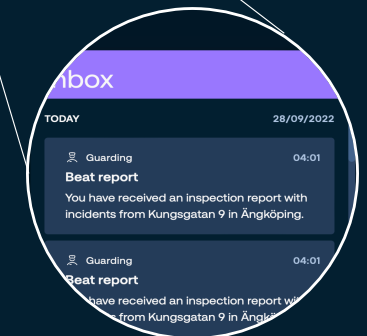 nbox
TODAY 28/09/2022
Guarding 04:01
Beat report
You have received an inspection report with
incidents from Kungsgatan 9 in Ängköping.
Guarding 04:01
Beat report
have received an inspection report
from Kungsgatan 9 in